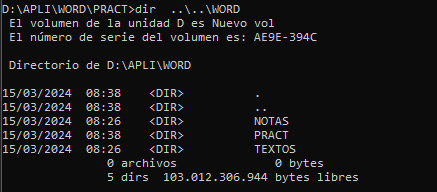 D:\APLI\WORD\PRACT>dir  ..\..\WORD
 El volumen de la unidad D es Nuevo vol
 El número de serie del volumen es: AE9E-394C

 Directorio de D:\APLI\WORD

15/03/2024  08:38    <DIR>          .
15/03/2024  08:38    <DIR>          ..
15/03/2024  08:26    <DIR>          NOTAS
15/03/2024  08:38    <DIR>          PRACT
15/03/2024  08:26    <DIR>          TEXTOS
               0 archivos              0 bytes
               5 dirs  103.012.306.944 bytes libres